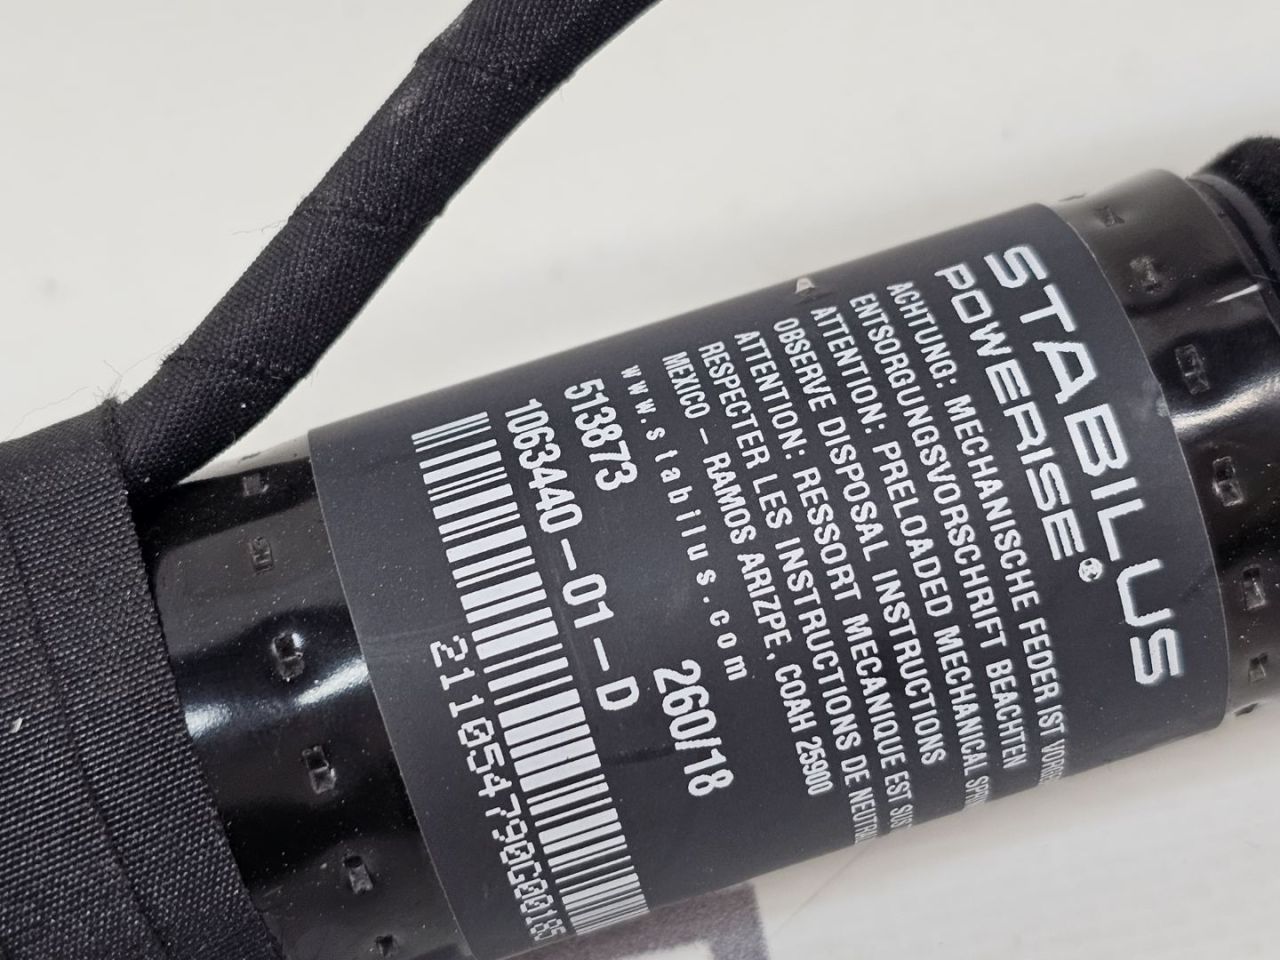 STABILUS
POWERISE®
ACHTUNG: MECHANISCHE FEDER IST
ENTSORGUNGSVORSCHRIFT BEACHTEN
ATTENTION: PRELOADED MECHANICAL
OBSERVE DISPOSAL INSTRUCTIONS
ATTENTION: RESSORT MECANIQUE EST
RESPECTER LES INSTRUCTIONS DE
MEXICO – RAMOS ARIZPE, COAH 25900
www.stabilus.com
513873 260/18
1063440–01–D